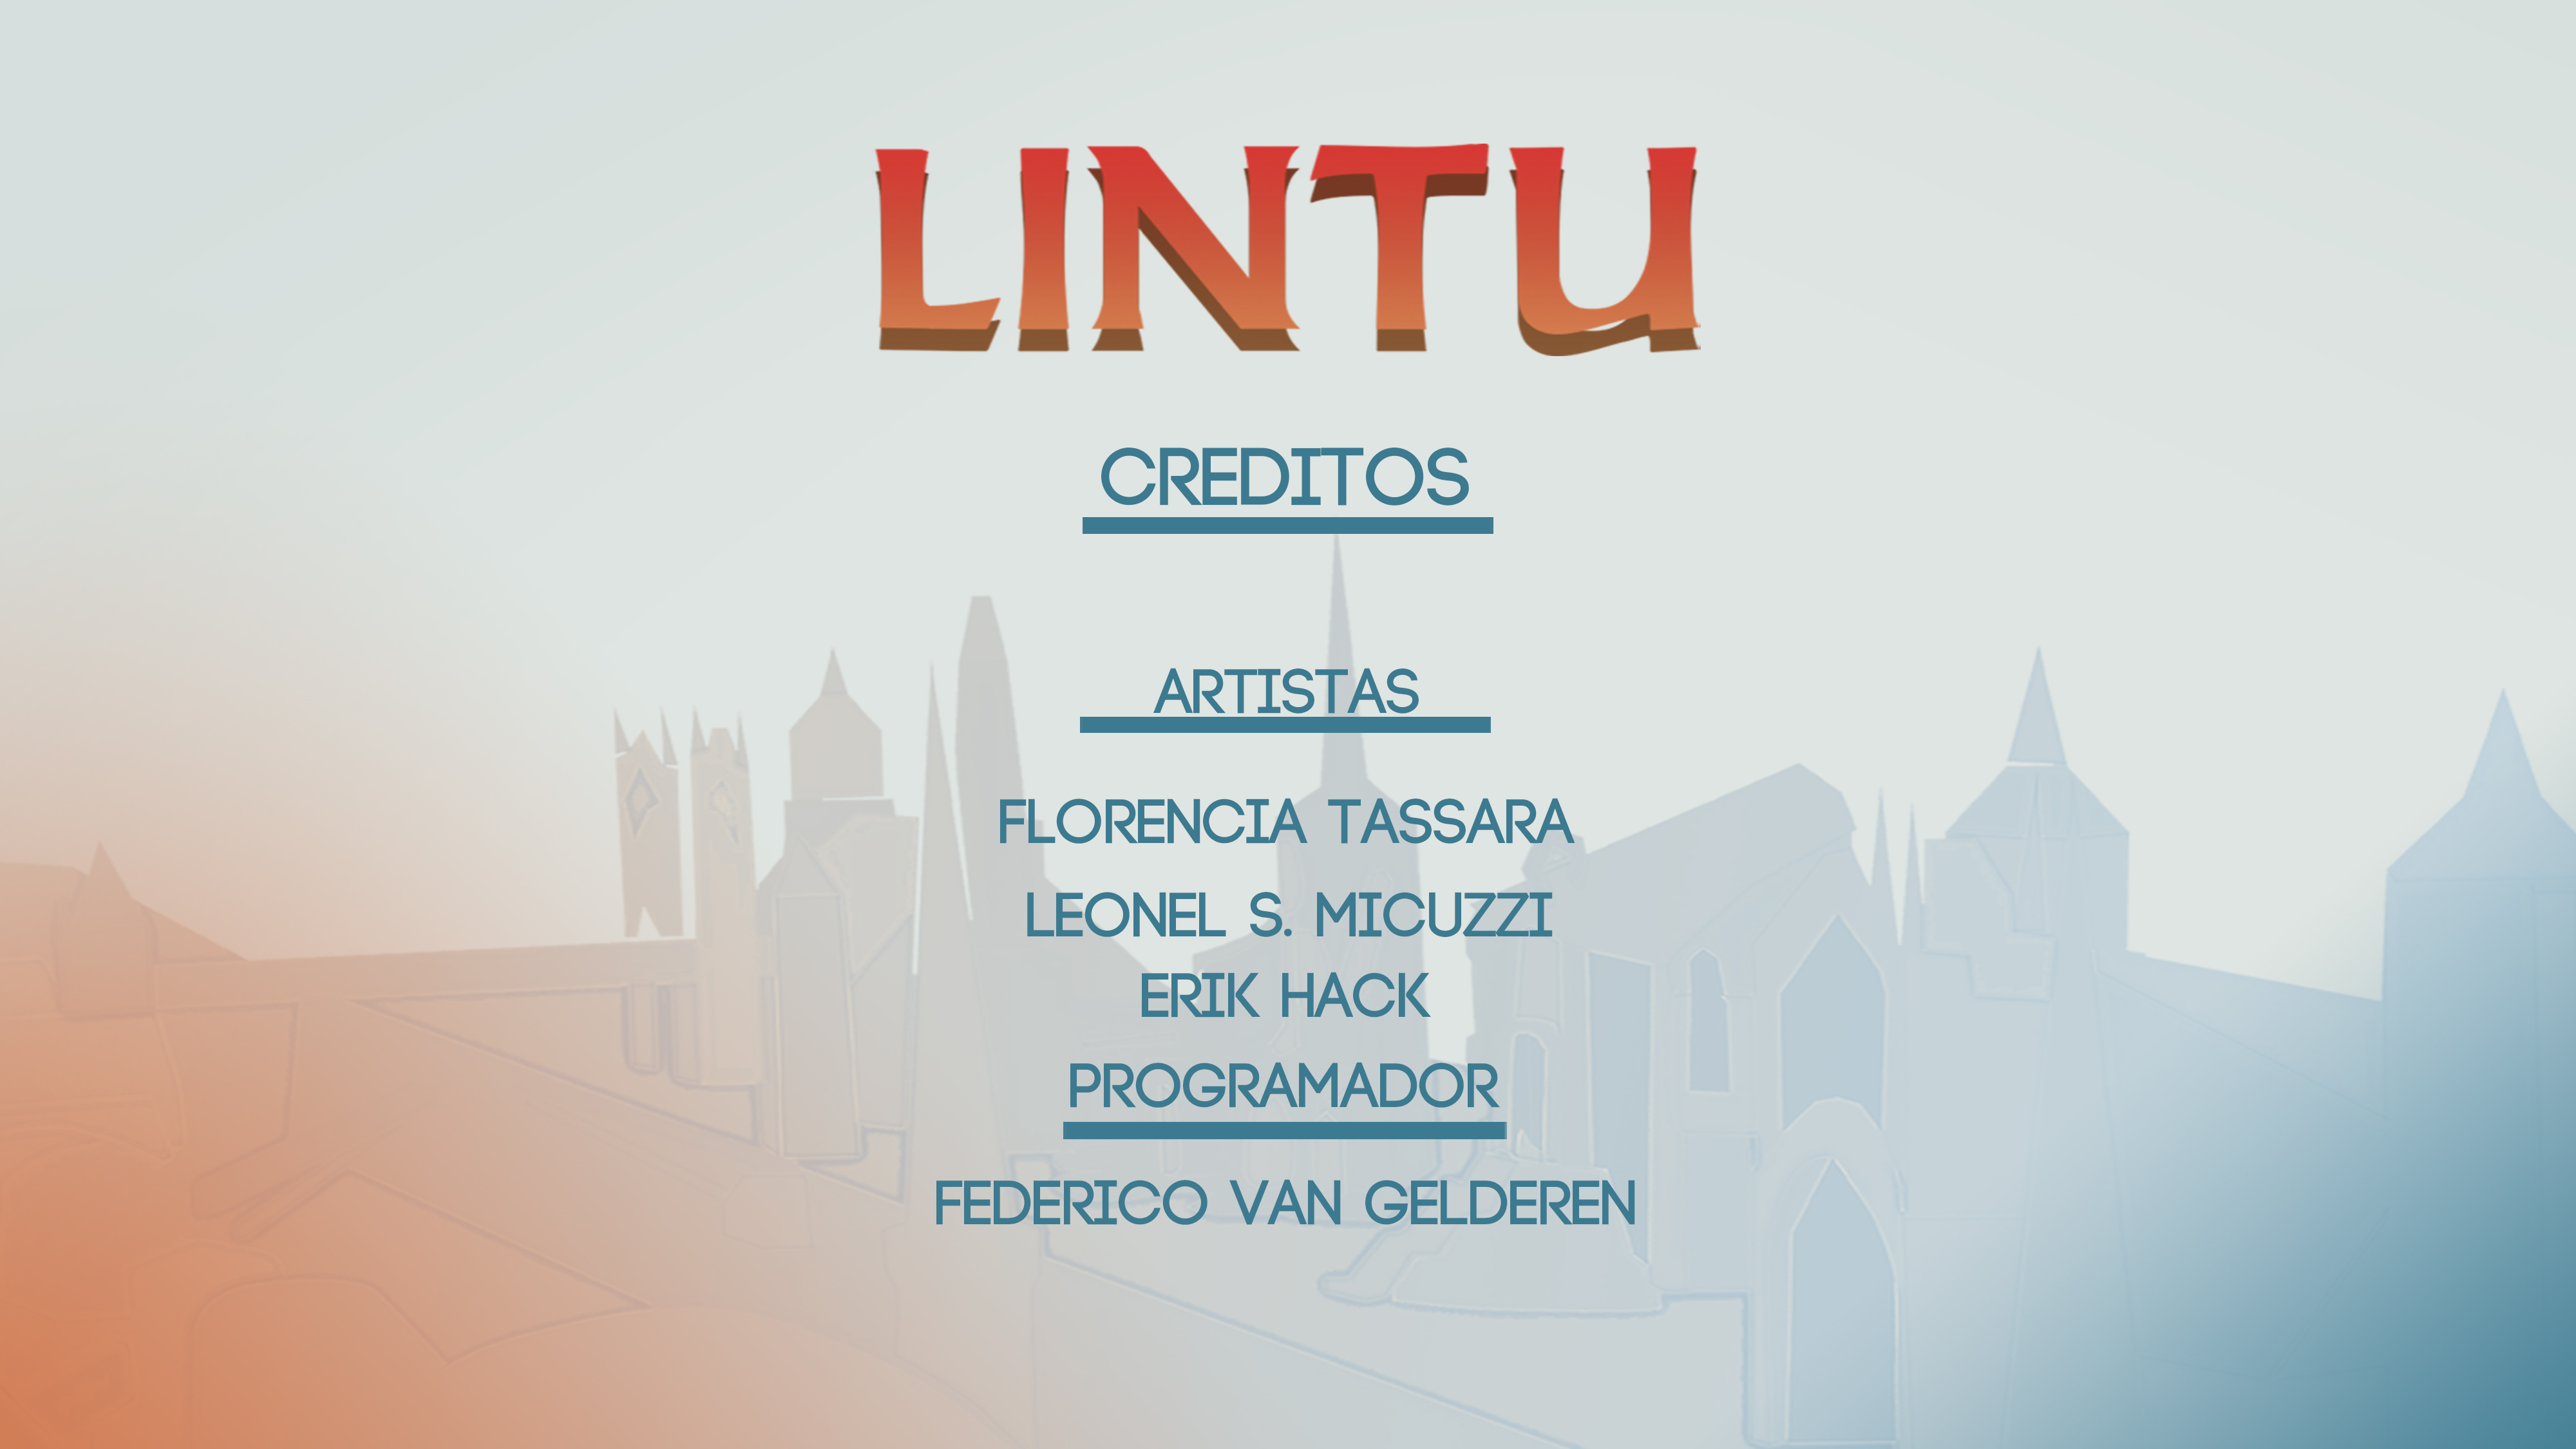 LINTU
CREDITOS
ARTISTAS
FLORENCIA TASSARA
LEONEL S. MICUZZI
ERIK HACK
PROGRAMADOR
FEDERICO VAN GELDEREN